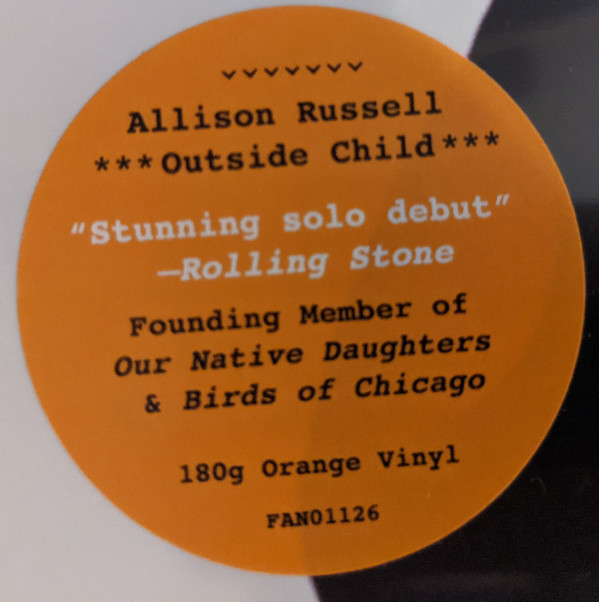 Allison Russell
***Outside Child***
"Stunning solo debut"
—Rolling Stone
Founding Member of
Our Native Daughters
& Birds of Chicago
180g Orange Vinyl
FAN01126